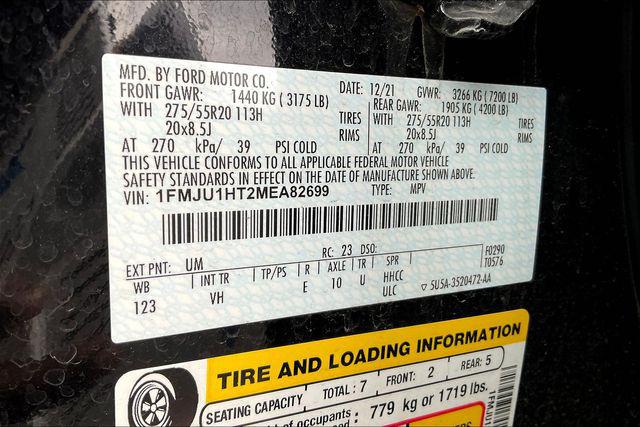 MFD. BY FORD MOTOR CO. DATE: 12/21 GVWR: 3266 KG ( 7200 LB)
FRONT GAWR: 1440 KG ( 3175 LB) REAR GAWR: 1905 KG ( 4200 LB)
WITH 275/55R20 113H TIRES WITH 275/55R20 113H TIRES
20x8.5J RIMS 20x8.5J RIMS
AT 270 kPa/ 39 PSI COLD AT 270 kPa/ 39 PSI COLD
THIS VEHICLE CONFORMS TO ALL APPLICABLE FEDERAL MOTOR VEHICLE
SAFETY STANDARDS IN EFFECT ON THE DATE OF MANUFACTURE SHOWN ABOVE.
VIN: 1FMJU1HT2MEA82699 TYPE: MPV
F0290
T0576
EXT PNT: UM RC: 23 DSO:
WB INT TR TP/PS R AXLE TR SPR
123 VH E 10 U HHCC
ULC ▽ 5U5A-3520472-AA
TIRE AND LOADING INFORMATION
SEATING CAPACITY TOTAL: 7 FRONT: 2 REAR: 5
of occupants : 779 kg or 1719 lbs.